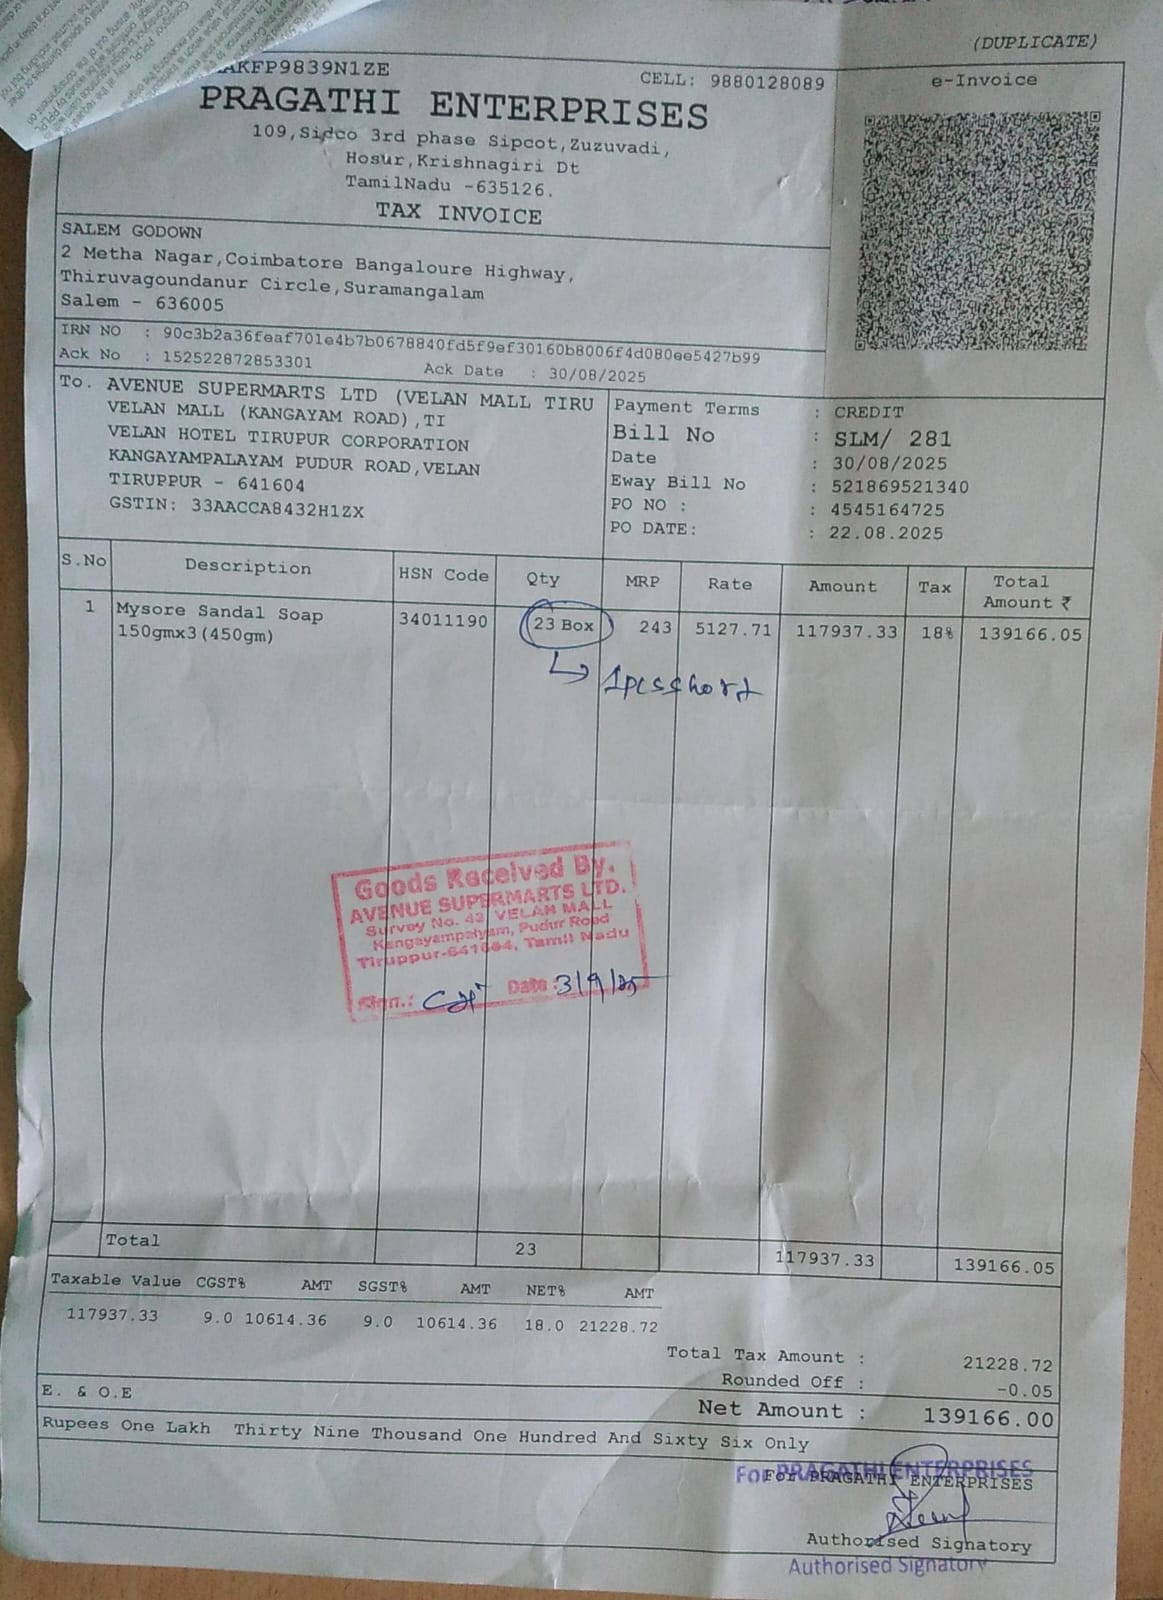 (DUPLICATE)
AKFP9839N1ZE
CELL: 9880128089
e-Invoice
PRAGATHI ENTERPRISES
109,Sidco 3rd phase Sipcot,Zuzuvadi,
Hosur,Krishnagiri Dt
TamilNadu -635126.
TAX INVOICE
SALEM GODOWN
2 Metha Nagar,Coimbatore Bangaloure Highway,
Thiruvagoundanur Circle,Suramangalam
Salem - 636005
IRN NO : 90c3b2a36feaf701e4b7b0678840fd5f9ef30160b8006f4d080ee5427b99
Ack No : 152522872853301 Ack Date : 30/08/2025
To. AVENUE SUPERMARTS LTD (VELAN MALL TIRU
VELAN MALL (KANGAYAM ROAD),TI
VELAN HOTEL TIRUPUR CORPORATION
KANGAYAMPALAYAM PUDUR ROAD,VELAN
TIRUPPUR - 641604
GSTIN: 33AACCA8432H1ZX
Payment Terms : CREDIT
Bill No : SLM/ 281
Date : 30/08/2025
Eway Bill No : 521869521340
PO NO : : 4545164725
PO DATE: : 22.08.2025
S.No Description HSN Code Qty MRP Rate Amount Tax Total Amount ₹
1 Mysore Sandal Soap 34011190 23 Box 243 5127.71 117937.33 18% 139166.05
150gmx3(450gm)
1pcs short
Goods Received By.
AVENUE SUPERMARTS LTD.
Survey No. 43 VELAN MALL
Kangayampalyam, Pudur Road
Tiruppur-641604, Tamil Nadu
Sign.: Date : 3/9/25
Total 23 117937.33 139166.05
Taxable Value CGST% AMT SGST% AMT NET% AMT
117937.33 9.0 10614.36 9.0 10614.36 18.0 21228.72
Total Tax Amount : 21228.72
Rounded Off : -0.05
E. & O.E
Net Amount : 139166.00
Rupees One Lakh Thirty Nine Thousand One Hundred And Sixty Six Only
For PRAGATHI ENTERPRISES
For PRAGATHI ENTERPRISES
Authorised Signatory
Authorised Signatory